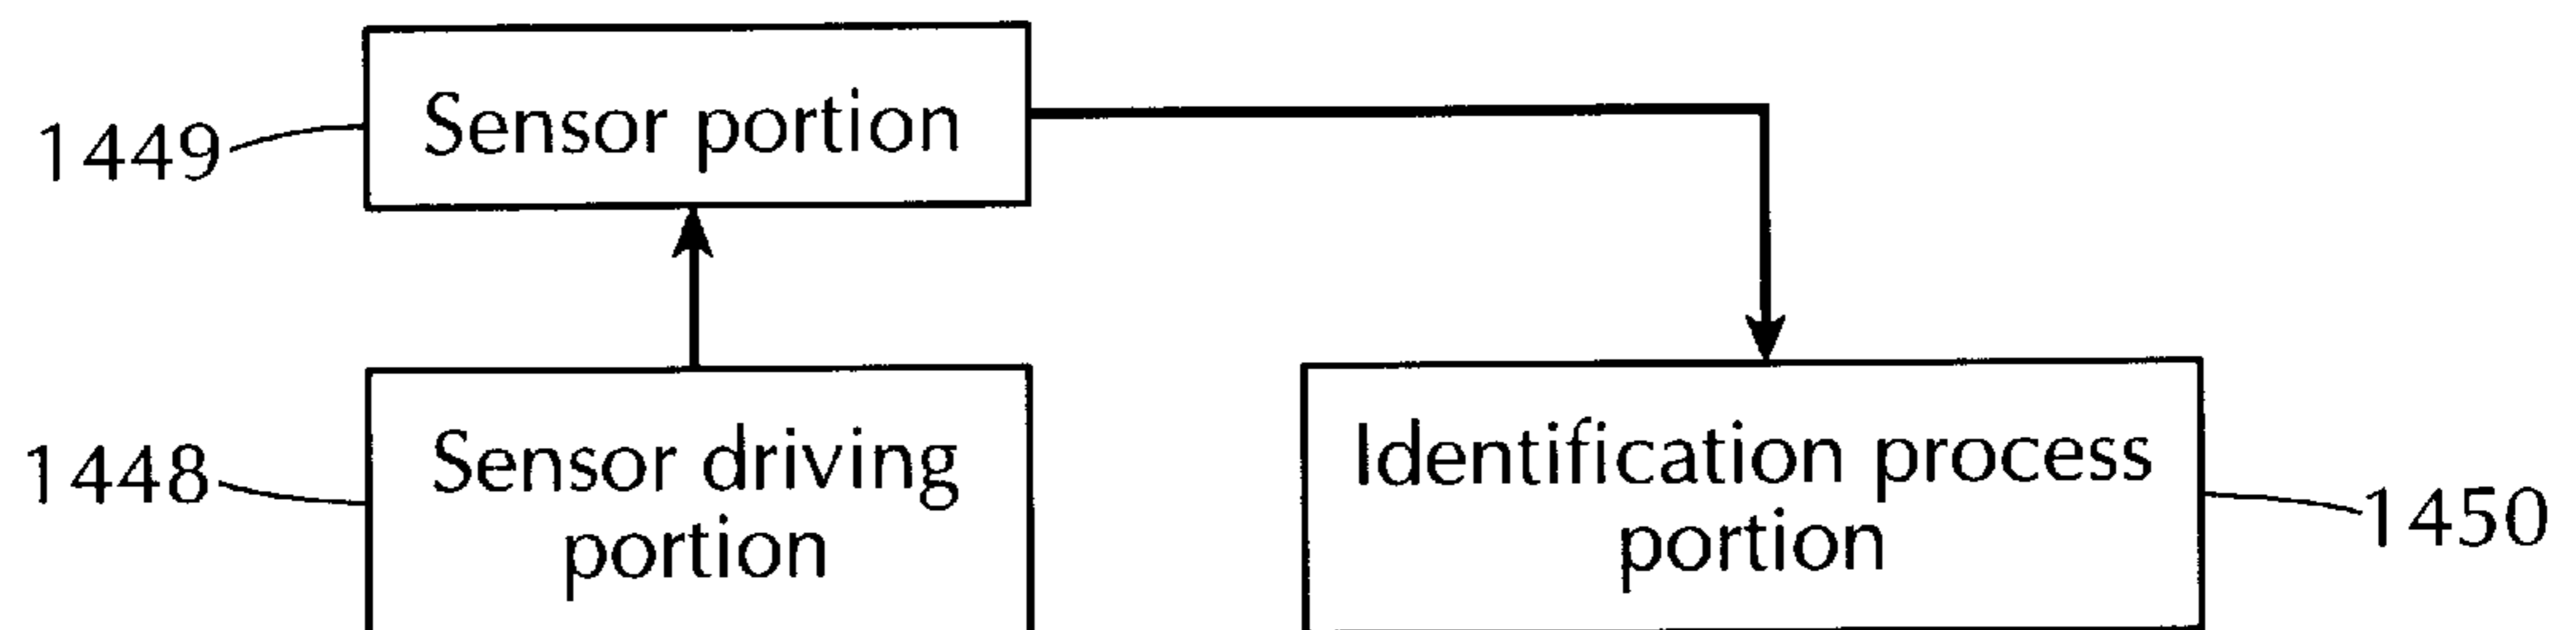 Sensor portion
1449
Sensor driving
portion
1448
Identification process
portion
1450